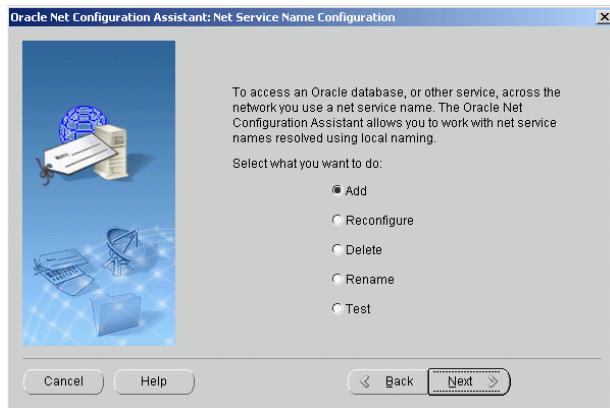 Oracle Net Configuration Assistant: Net Service Name Configuration
To access an Oracle database, or other service, across the
network you use a net service name. The Oracle Net
Configuration Assistant allows you to work with net service
names resolved using local naming.
Select what you want to do:
Add
Reconfigure
Delete
Rename
Test
Cancel
Help
Back
Next